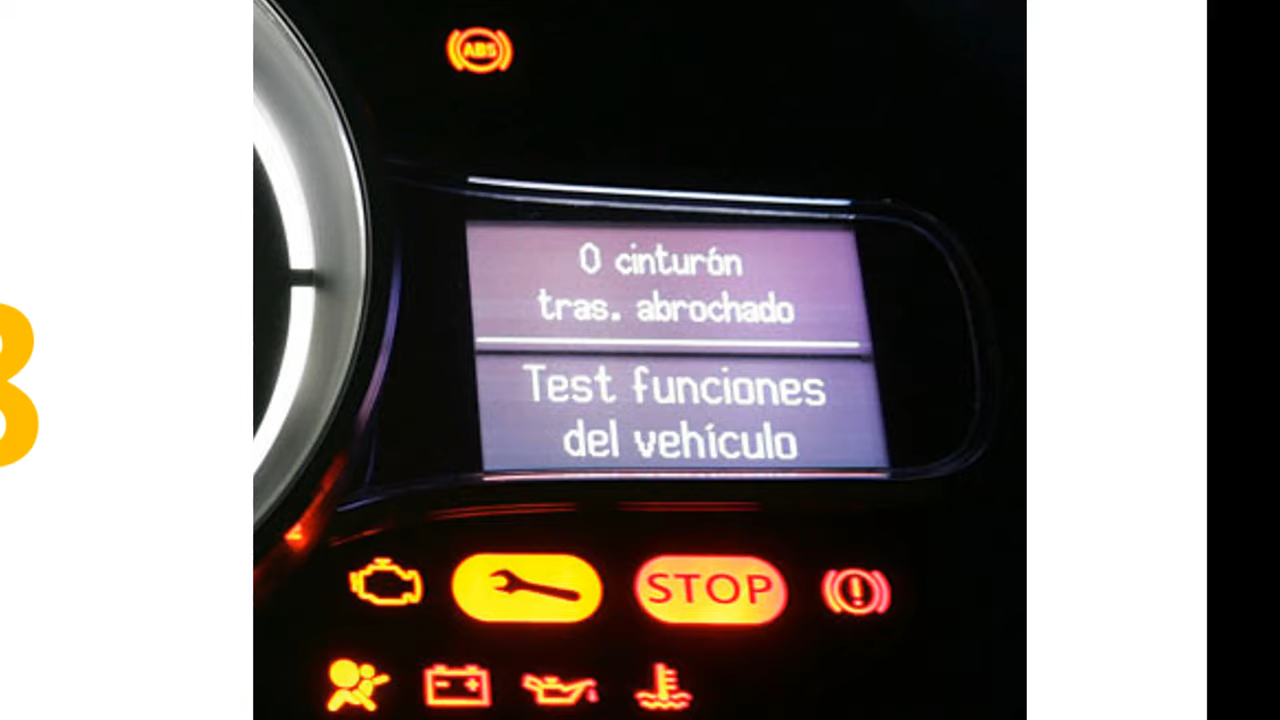 ABS
0 cinturón
tras. abrochado
Test funciones
del vehículo
STOP